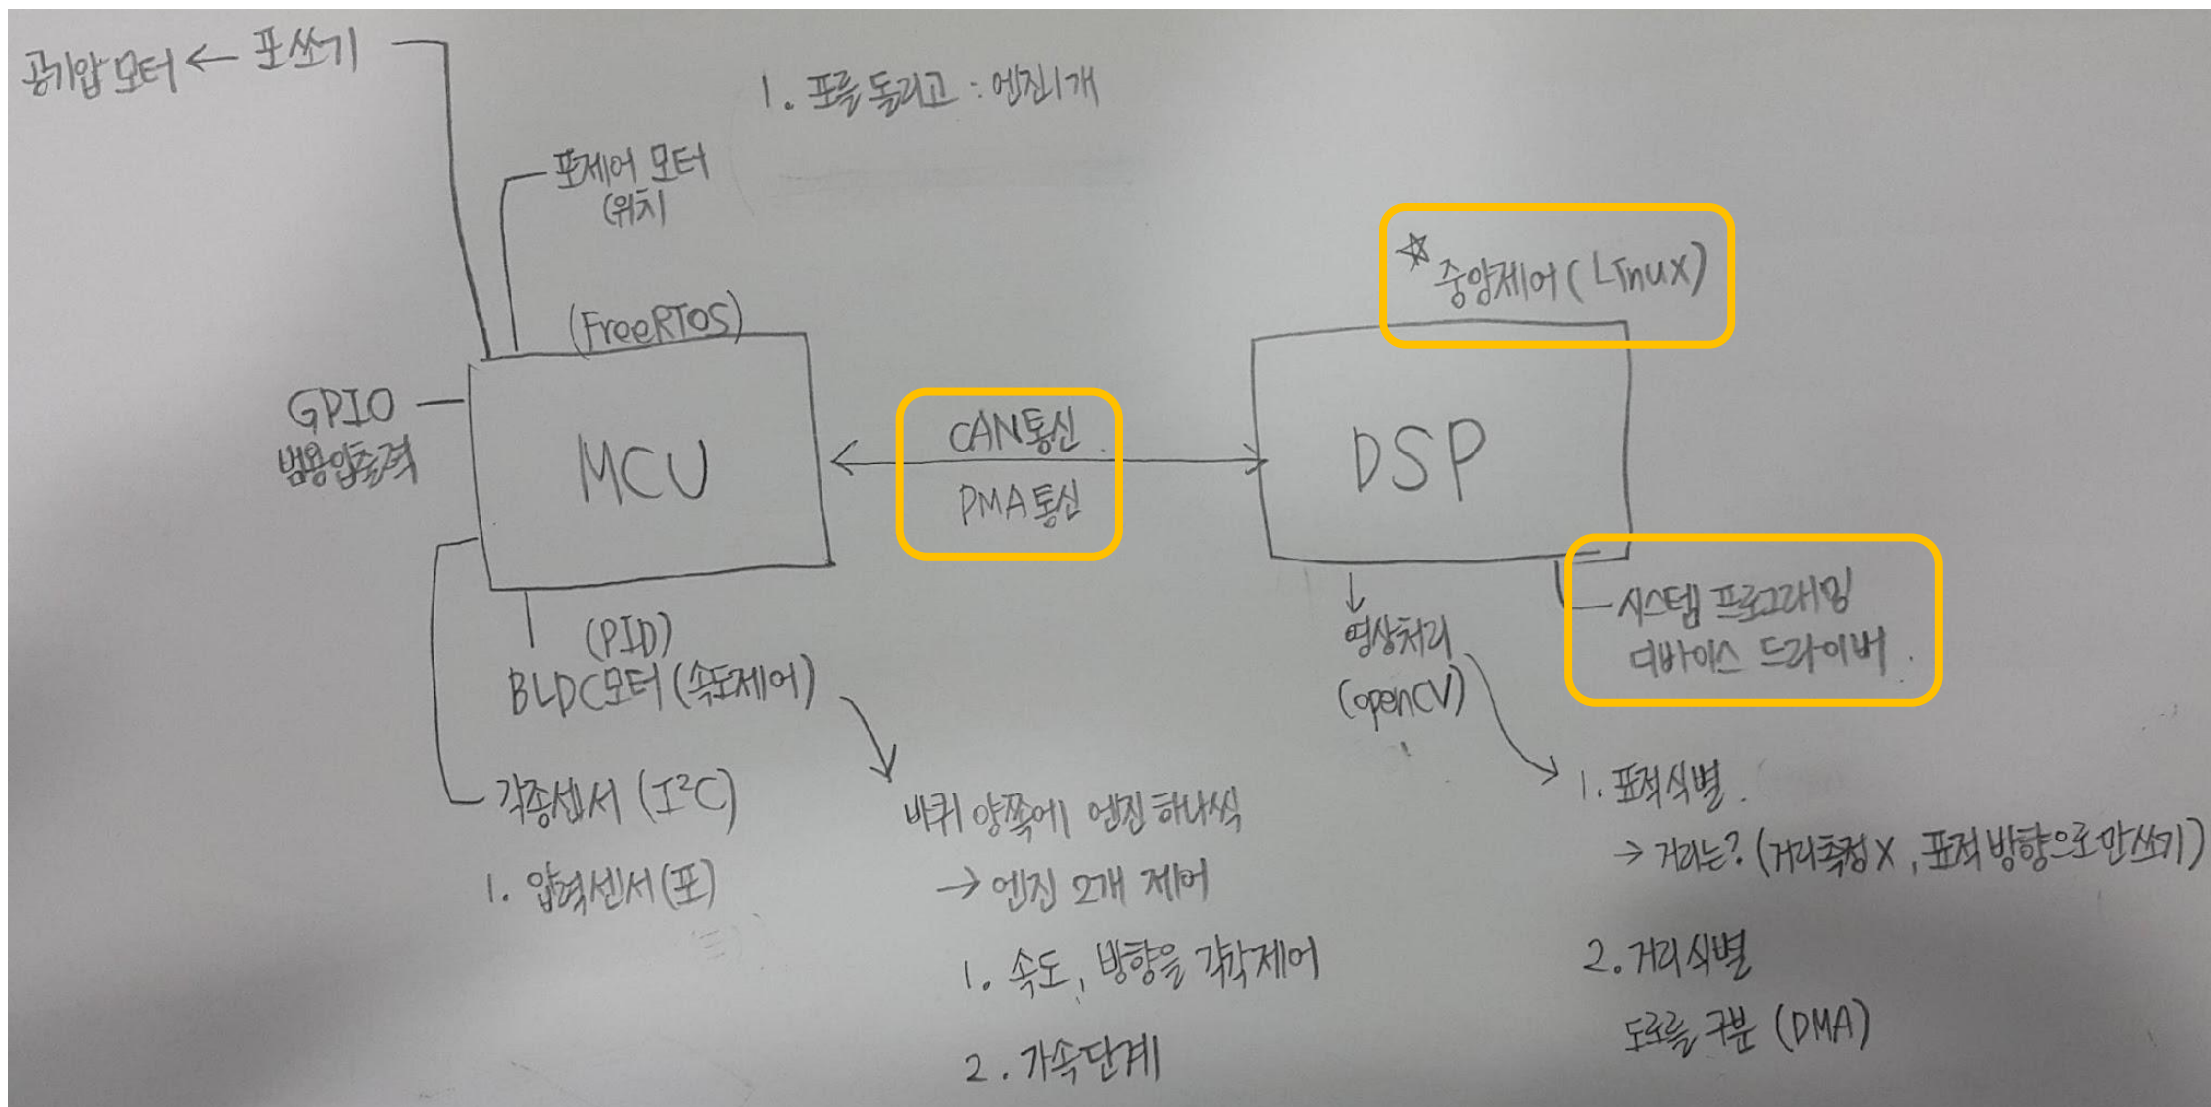 공기압 모터 ← 포 쏘기
1. 포를 돌리고 : 엔진 1개
포제어 모터
(위치
☆ 중앙제어 (Linux)
(FreeRTOS)
GPIO
범용입출력
MCU
CAN통신
DMA통신
DSP
(PID)
BLDC모터 (속도제어)
영상처리
(openCV)
시스템 프로그래밍
디바이스 드라이버.
각종센서 (I²C)
1. 압력센서 (포)
바퀴 양쪽에 엔진 하나씩
→ 엔진 2개 제어
1. 속도, 방향을 각각제어
2. 가속단계
1. 표적식별.
→ 거리는? (거리측정 X, 표적 방향으로만 쏘기)
2. 거리식별
도로를 구분 (DMA)